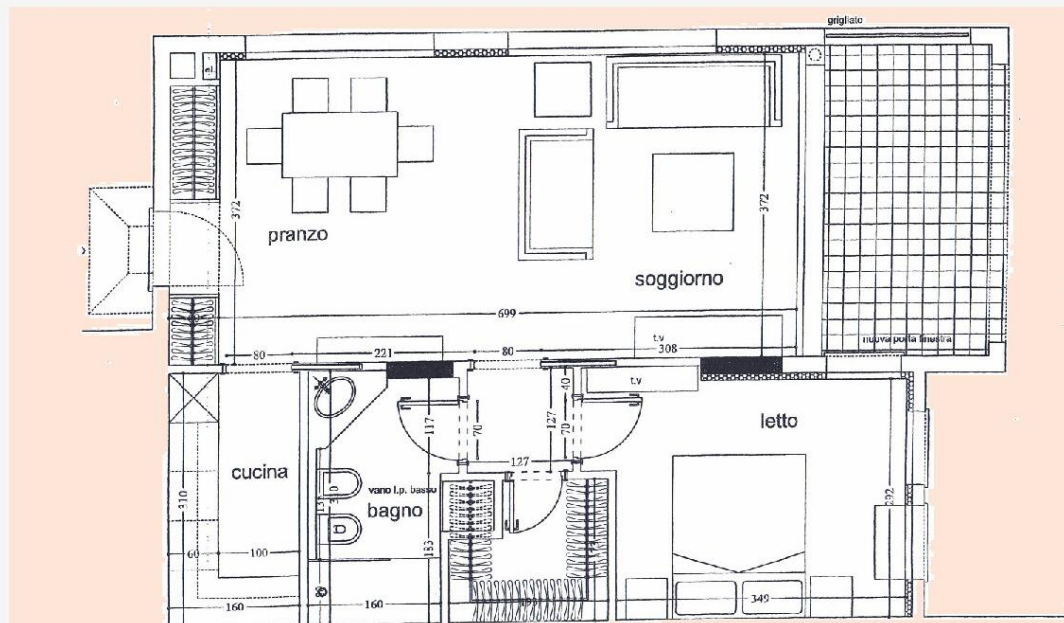 grigliato
372
pranzo
372
soggiorno
699
t.v
nuova porta finestra
80
221
80
308
t.v
40
letto
117
70
127
70
cucina
127
310
vano l.p. basso
bagno
292
60
100
183
160
160
349